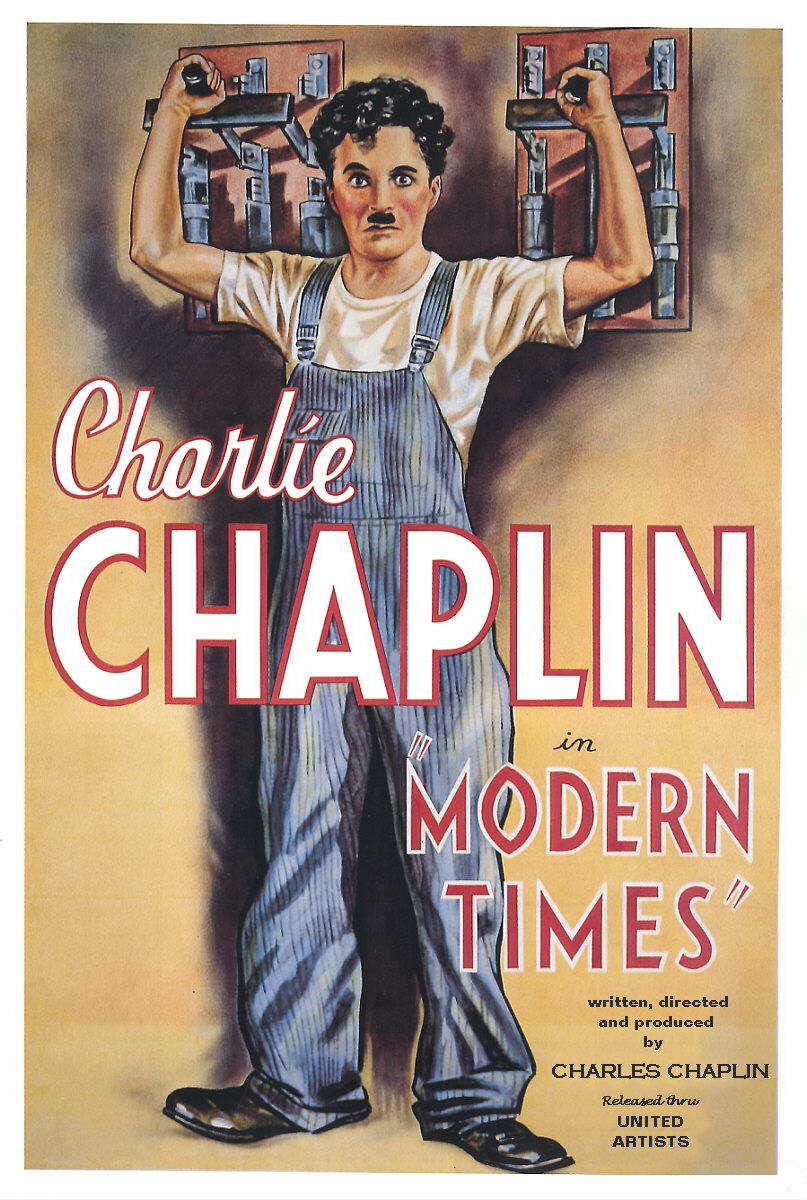 Charlie
CHAPLIN
in
"MODERN
TIMES"
written, directed
and produced
by
CHARLES CHAPLIN
Released thru
UNITED
ARTISTS